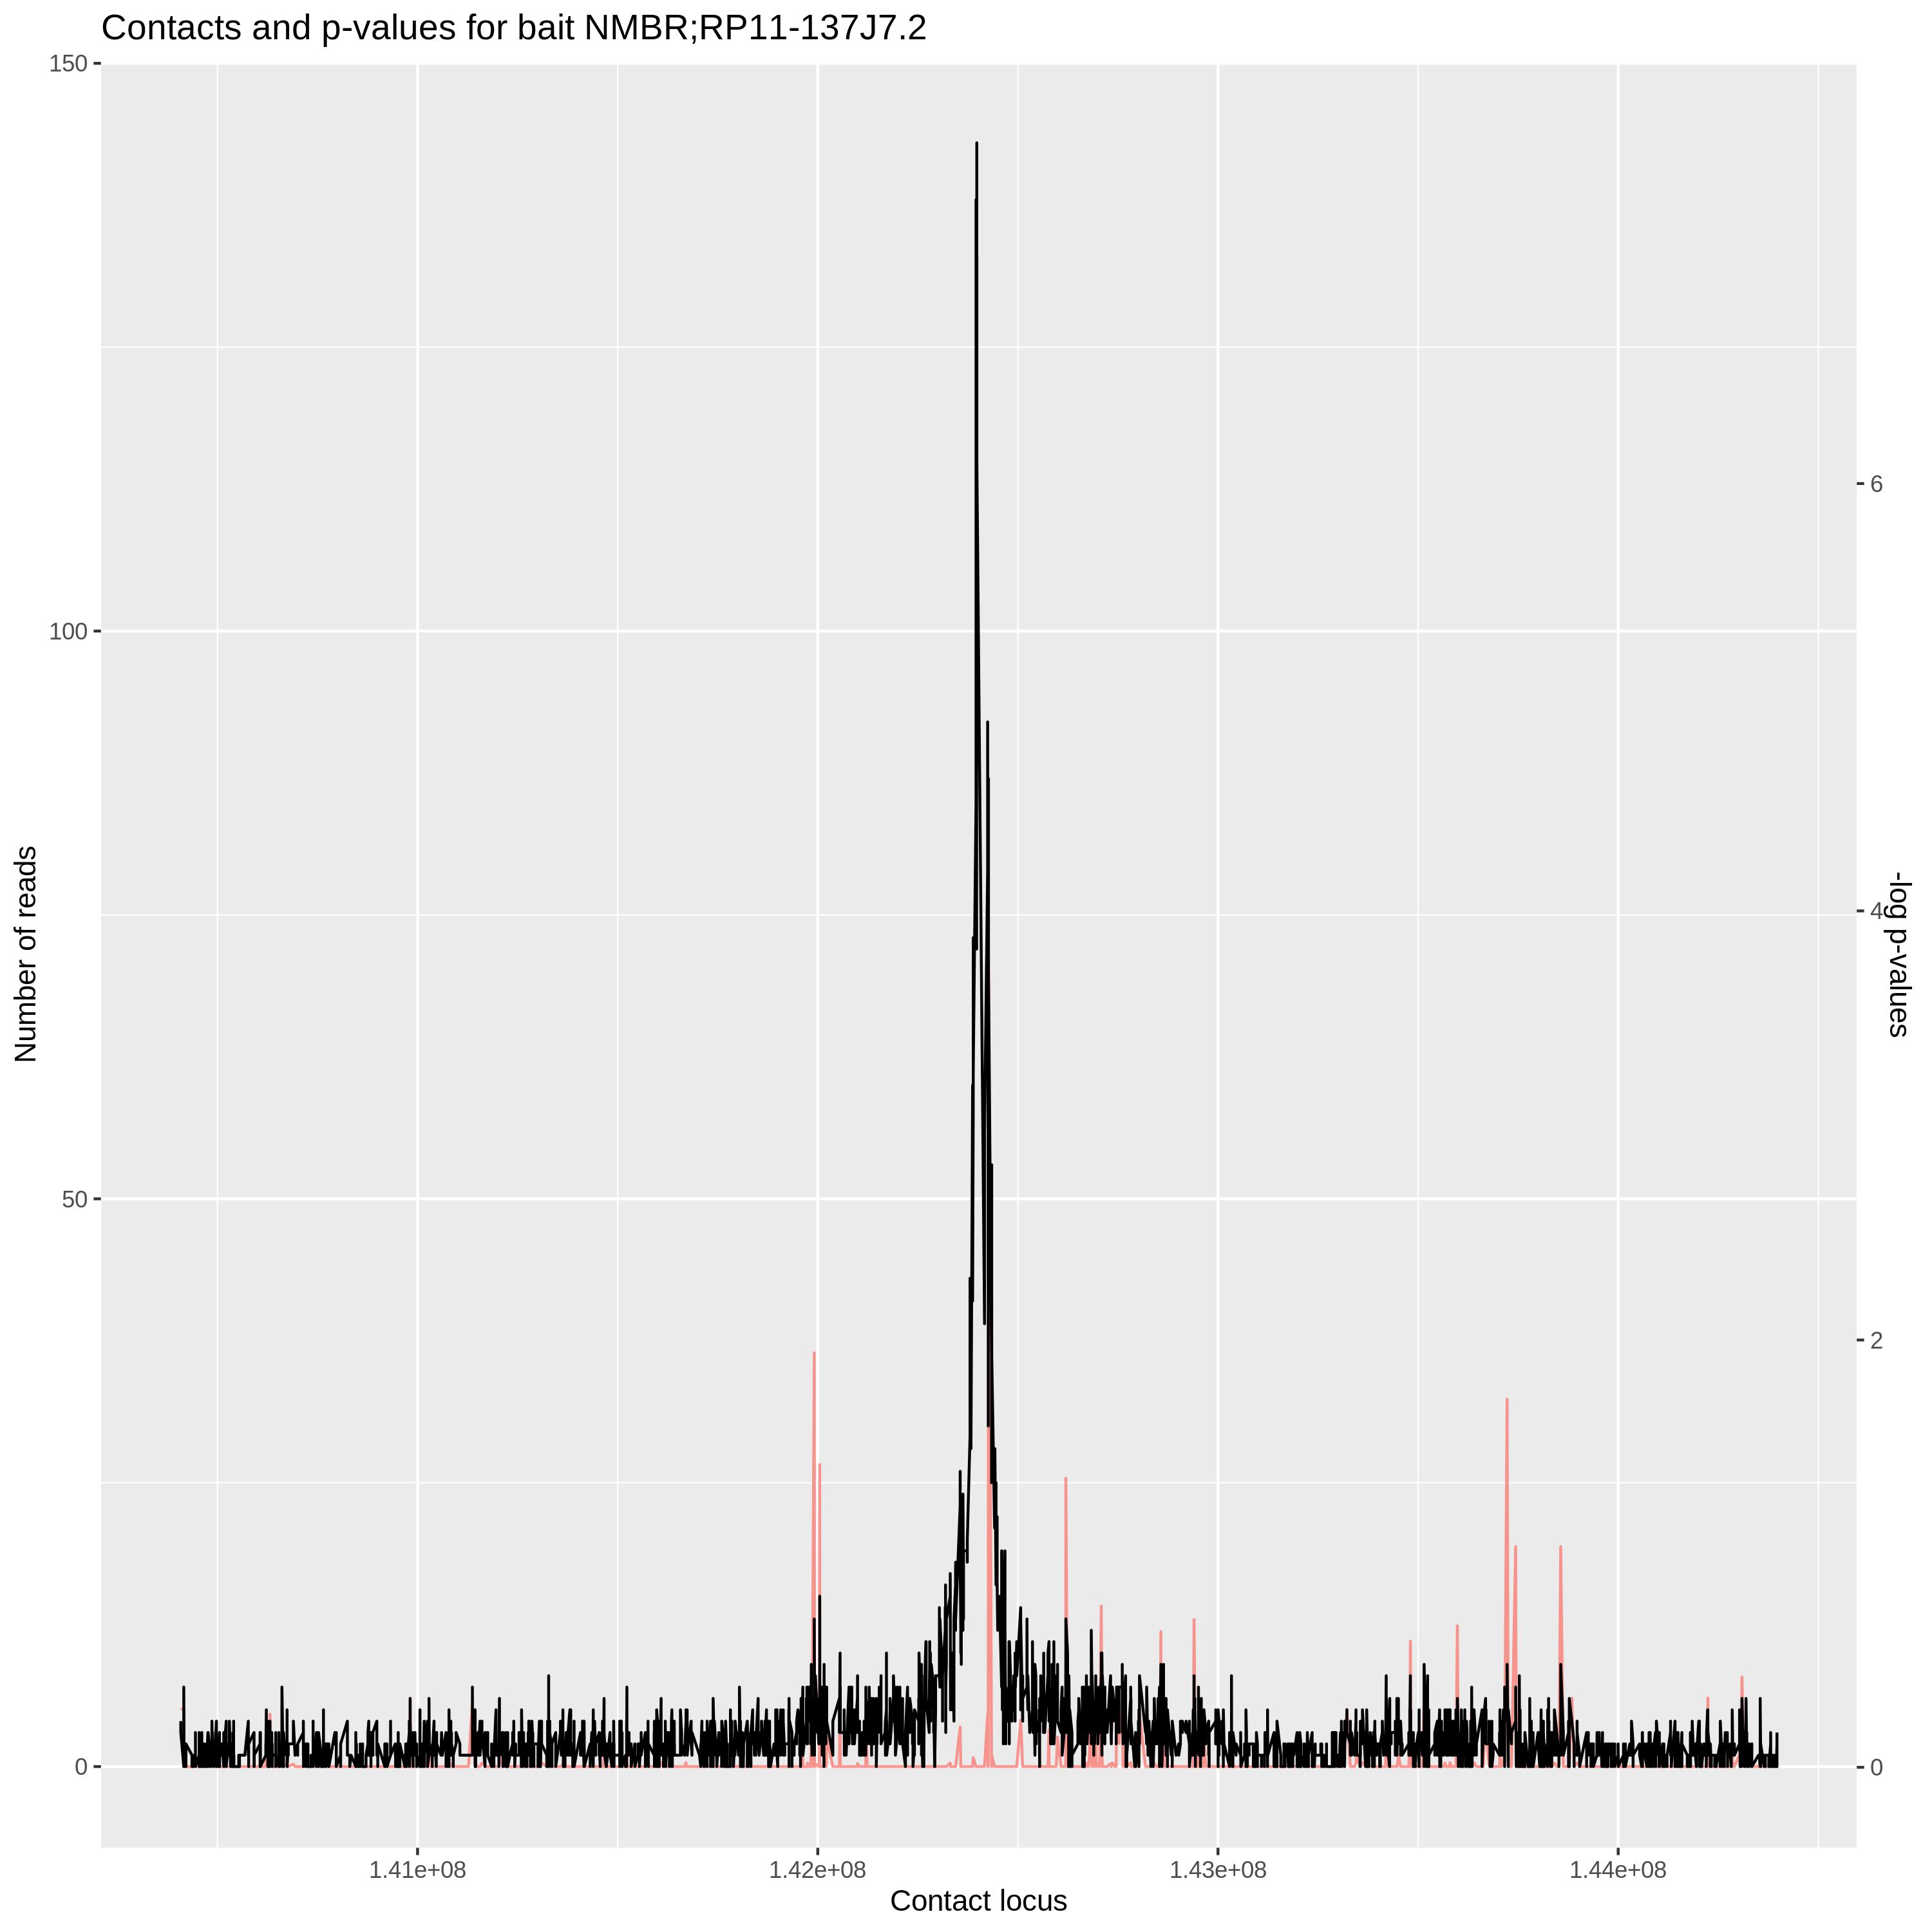 Contacts and p-values for bait NMBR;RP11-137J7.2
150
100
50
0
Number of reads
6
4
2
0
-log p-values
1.41e+08
1.42e+08
1.43e+08
1.44e+08
Contact locus